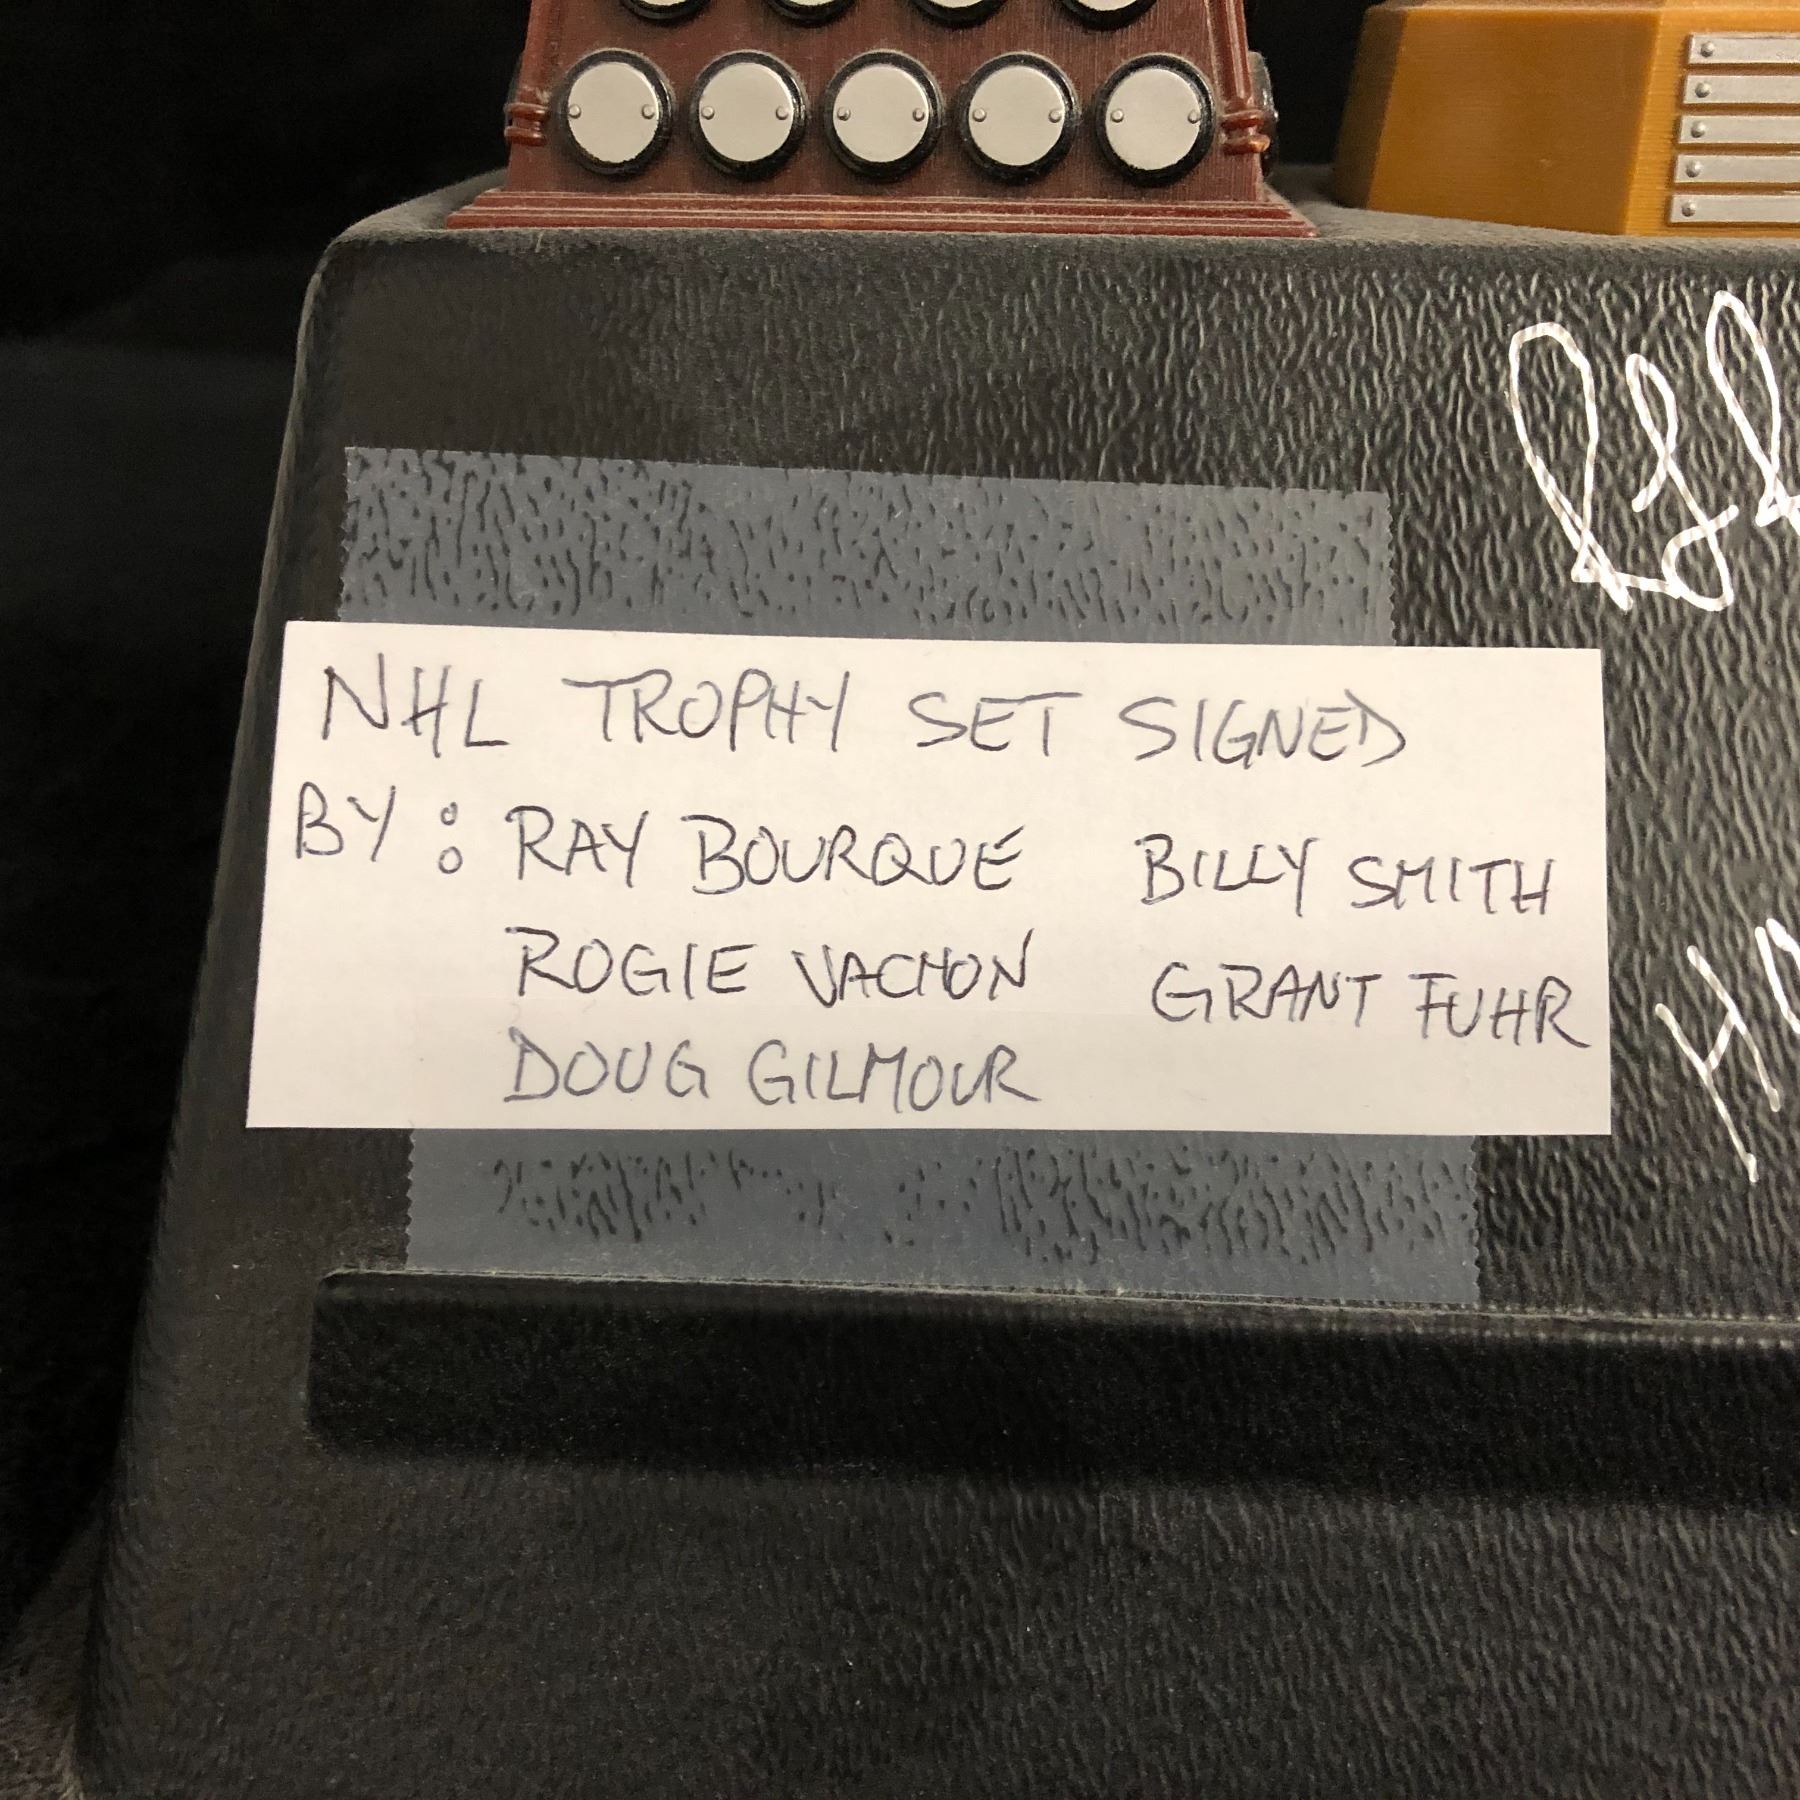 NHL TROPHY SET SIGNED
BY: RAY BOURQUE BILLY SMITH
ROGIE VACHON GRANT FUHR
DOUG GILMOUR